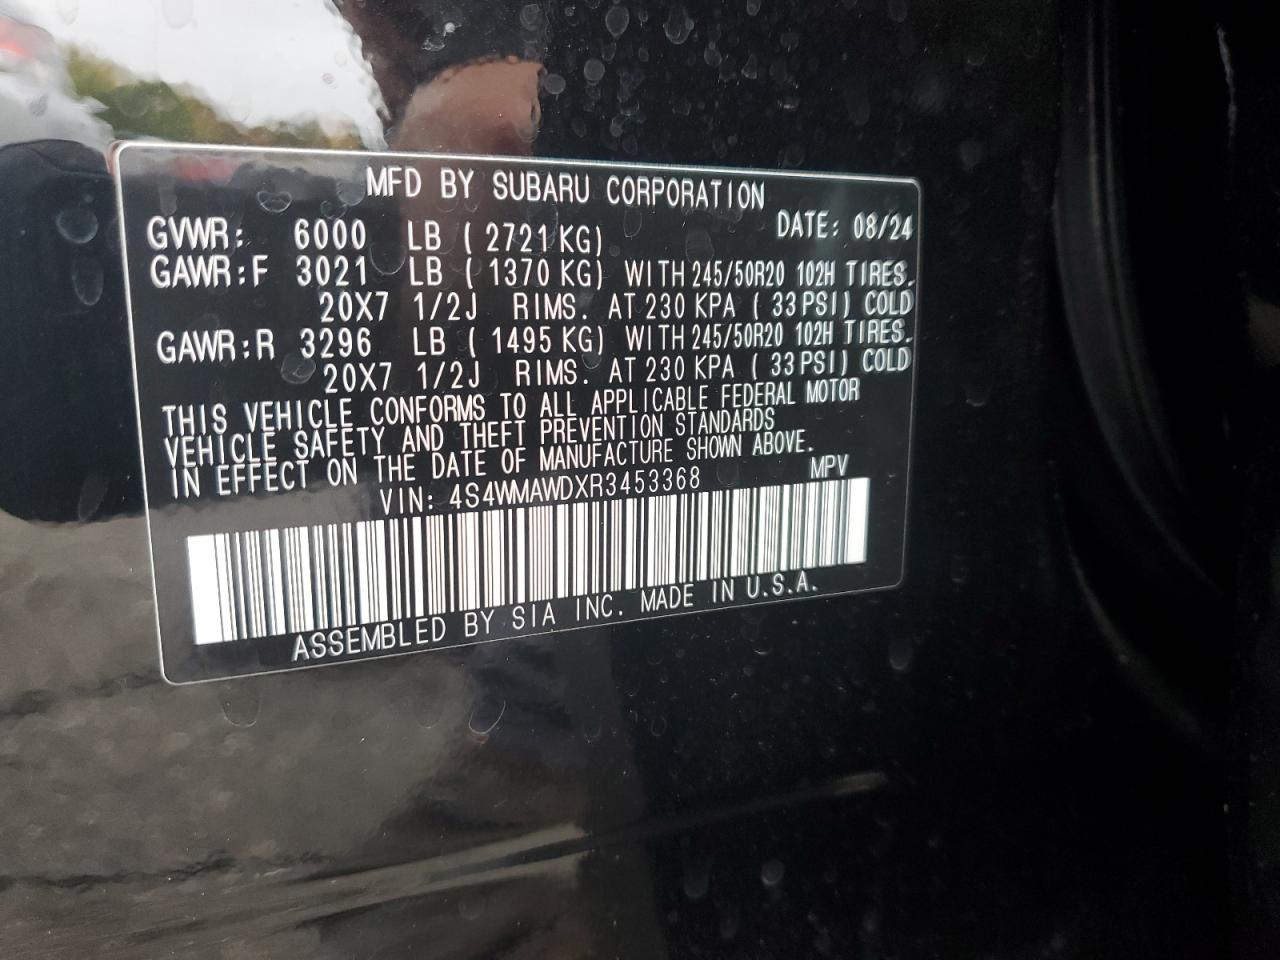 MFD BY SUBARU CORPORATION
DATE: 08/24
GVWR: 6000 LB ( 2721 KG)
GAWR:F 3021 LB ( 1370 KG) WITH 245/50R20 102H TIRES.
20X7 1/2J RIMS. AT 230 KPA ( 33 PSI) COLD
GAWR:R 3296 LB ( 1495 KG) WITH 245/50R20 102H TIRES.
20X7 1/2J RIMS. AT 230 KPA ( 33 PSI) COLD
THIS VEHICLE CONFORMS TO ALL APPLICABLE FEDERAL MOTOR
VEHICLE SAFETY AND THEFT PREVENTION STANDARDS
IN EFFECT ON THE DATE OF MANUFACTURE SHOWN ABOVE.
VIN: 4S4WMAWDXR3453368 MPV
ASSEMBLED BY SIA INC. MADE IN U.S.A.